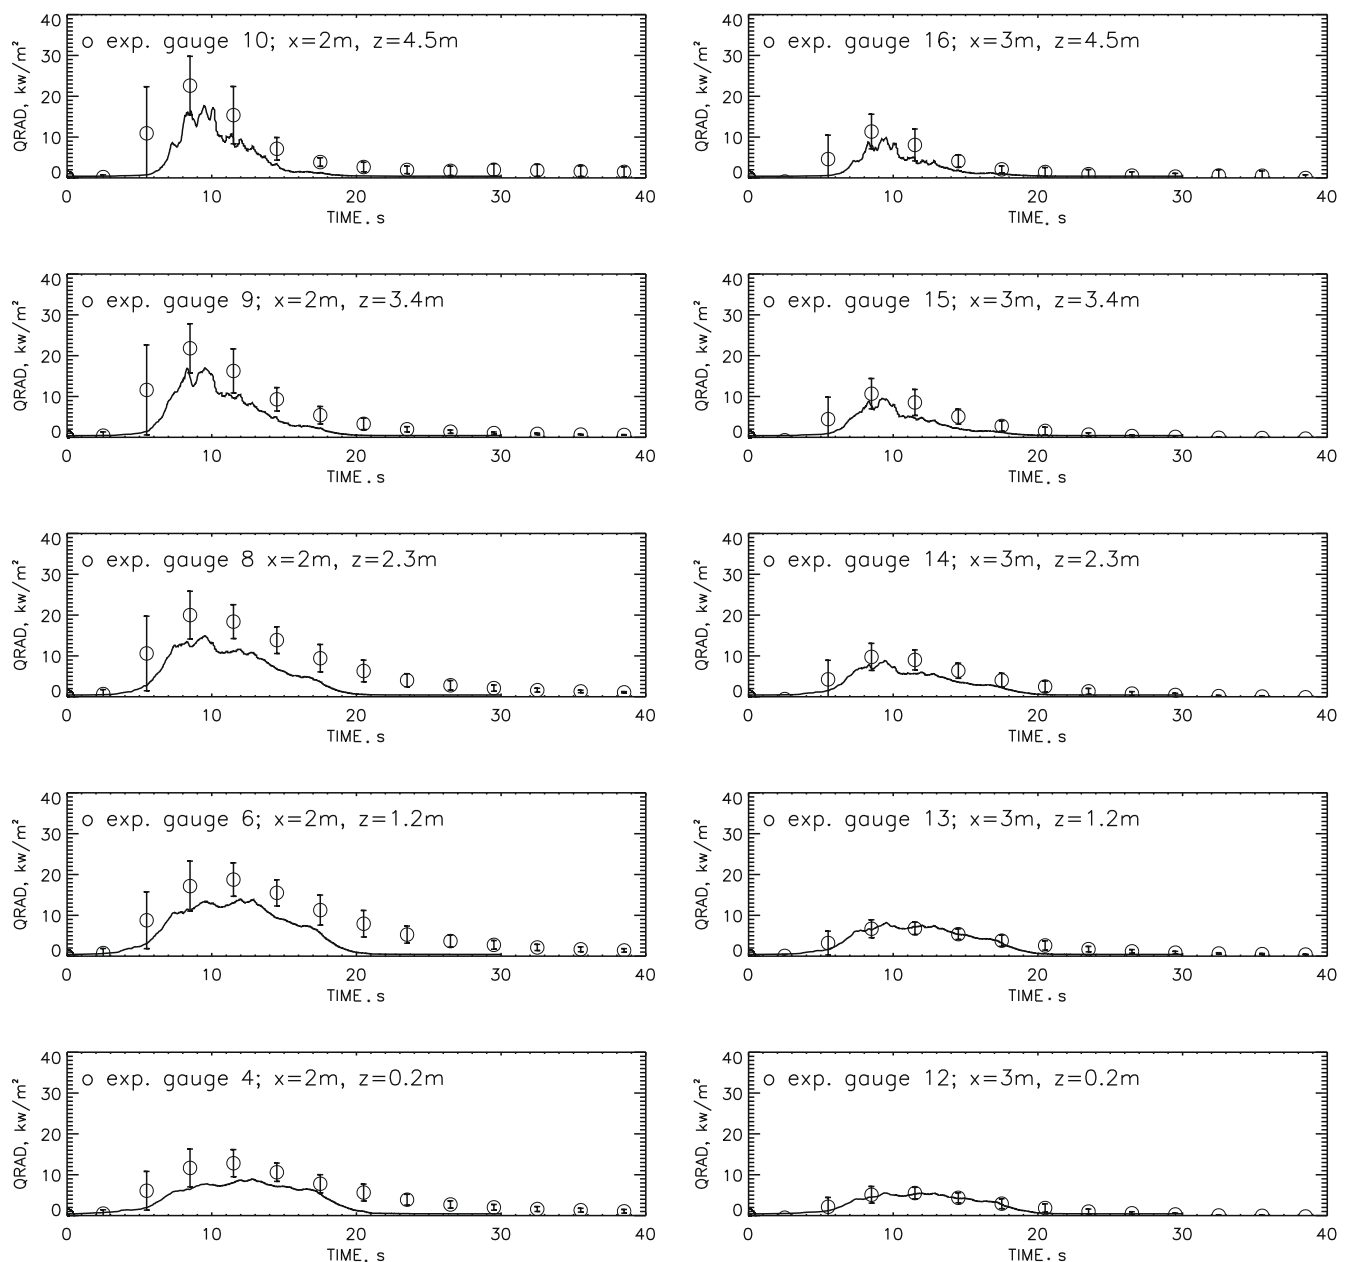 40
30
20
10
0
QRAD, kw/m²
exp. gauge 10; x=2m, z=4.5m
0 10 20 30 40
TIME. s
40
30
20
10
0
QRAD, kw/m²
exp. gauge 16; x=3m, z=4.5m
0 10 20 30 40
TIME. s
40
30
20
10
0
QRAD, kw/m²
exp. gauge 9; x=2m, z=3.4m
0 10 20 30 40
TIME. s
40
30
20
10
0
QRAD, kw/m²
exp. gauge 15; x=3m, z=3.4m
0 10 20 30 40
TIME. s
40
30
20
10
0
QRAD, kw/m²
exp. gauge 8 x=2m, z=2.3m
0 10 20 30 40
TIME. s
40
30
20
10
0
QRAD, kw/m²
exp. gauge 14; x=3m, z=2.3m
0 10 20 30 40
TIME. s
40
30
20
10
0
QRAD, kw/m²
exp. gauge 6; x=2m, z=1.2m
0 10 20 30 40
TIME. s
40
30
20
10
0
QRAD, kw/m²
exp. gauge 13; x=3m, z=1.2m
0 10 20 30 40
TIME. s
40
30
20
10
0
QRAD, kw/m²
exp. gauge 4; x=2m, z=0.2m
0 10 20 30 40
TIME. s
40
30
20
10
0
QRAD, kw/m²
exp. gauge 12; x=3m, z=0.2m
0 10 20 30 40
TIME. s